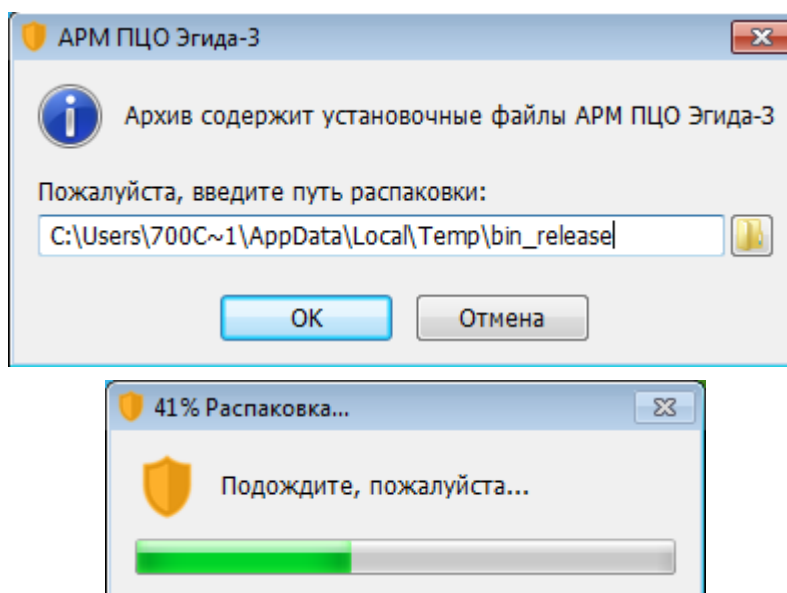 АРМ ПЦО Эгида-3
Архив содержит установочные файлы АРМ ПЦО Эгида-3
Пожалуйста, введите путь распаковки:
C:\Users\700C~1\AppData\Local\Temp\bin_release
OK
Отмена
41% Распаковка...
Подождите, пожалуйста...